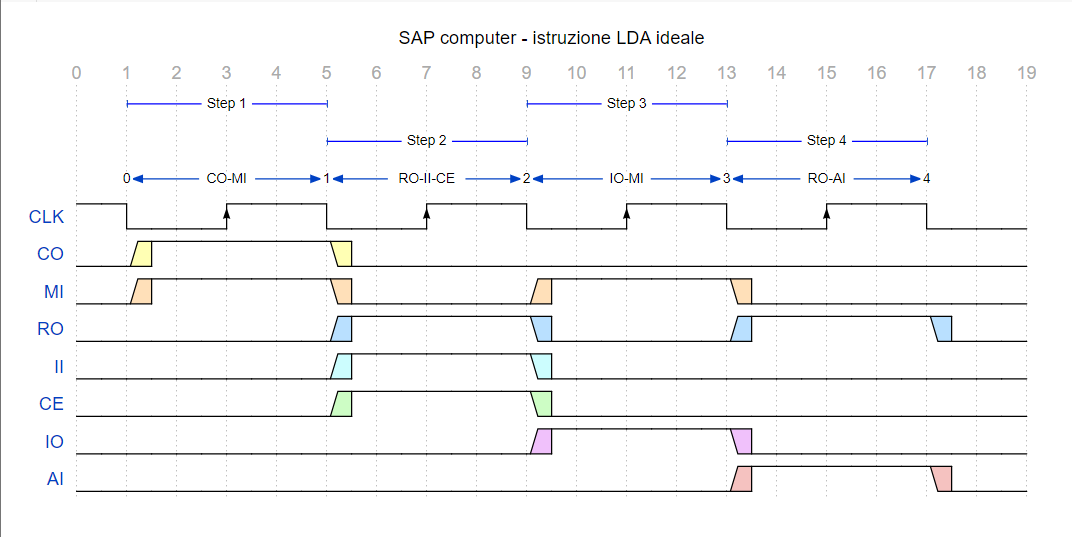 SAP computer - istruzione LDA ideale
0 1 2 3 4 5 6 7 8 9 10 11 12 13 14 15 16 17 18 19
Step 1 Step 3
Step 2 Step 4
0 CO-MI 1 RO-II-CE 2 IO-MI 3 RO-AI 4
CLK
CO
MI
RO
II
CE
IO
AI